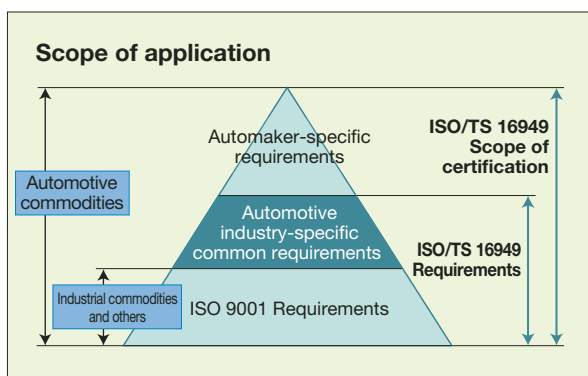 Scope of application
Automaker-specific
requirements
ISO/TS 16949
Scope of
certification
Automotive
commodities
Automotive
industry-specific
common requirements
ISO/TS 16949
Requirements
Industrial commodities
and others
ISO 9001 Requirements